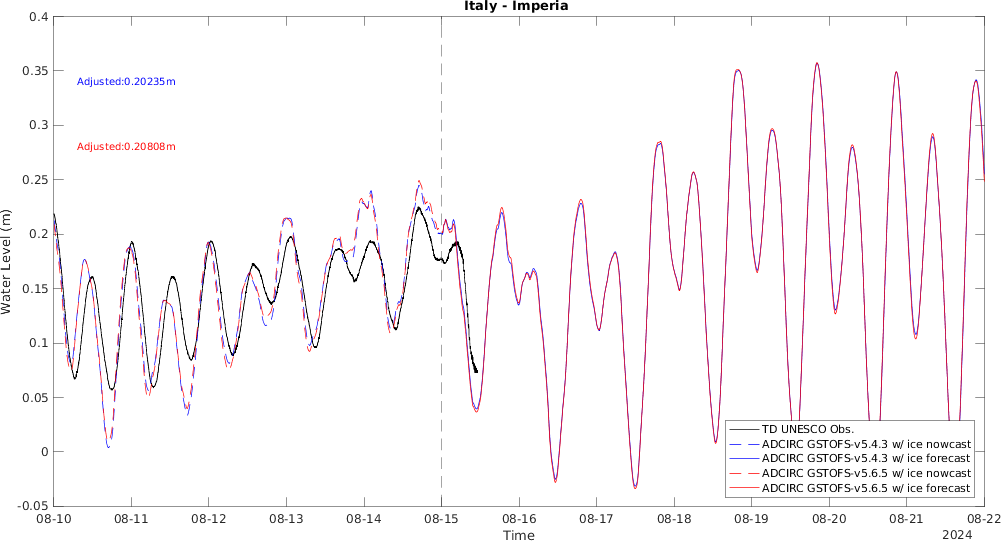 Italy - Imperia
Adjusted:0.20235m
Adjusted:0.20808m
Water Level (m)
0.4
0.35
0.3
0.25
0.2
0.15
0.1
0.05
0
-0.05
08-10 08-11 08-12 08-13 08-14 08-15 08-16 08-17 08-18 08-19 08-20 08-21 08-22
Time
2024
TD UNESCO Obs.
ADCIRC GSTOFS-v5.4.3 w/ ice nowcast
ADCIRC GSTOFS-v5.4.3 w/ ice forecast
ADCIRC GSTOFS-v5.6.5 w/ ice nowcast
ADCIRC GSTOFS-v5.6.5 w/ ice forecast